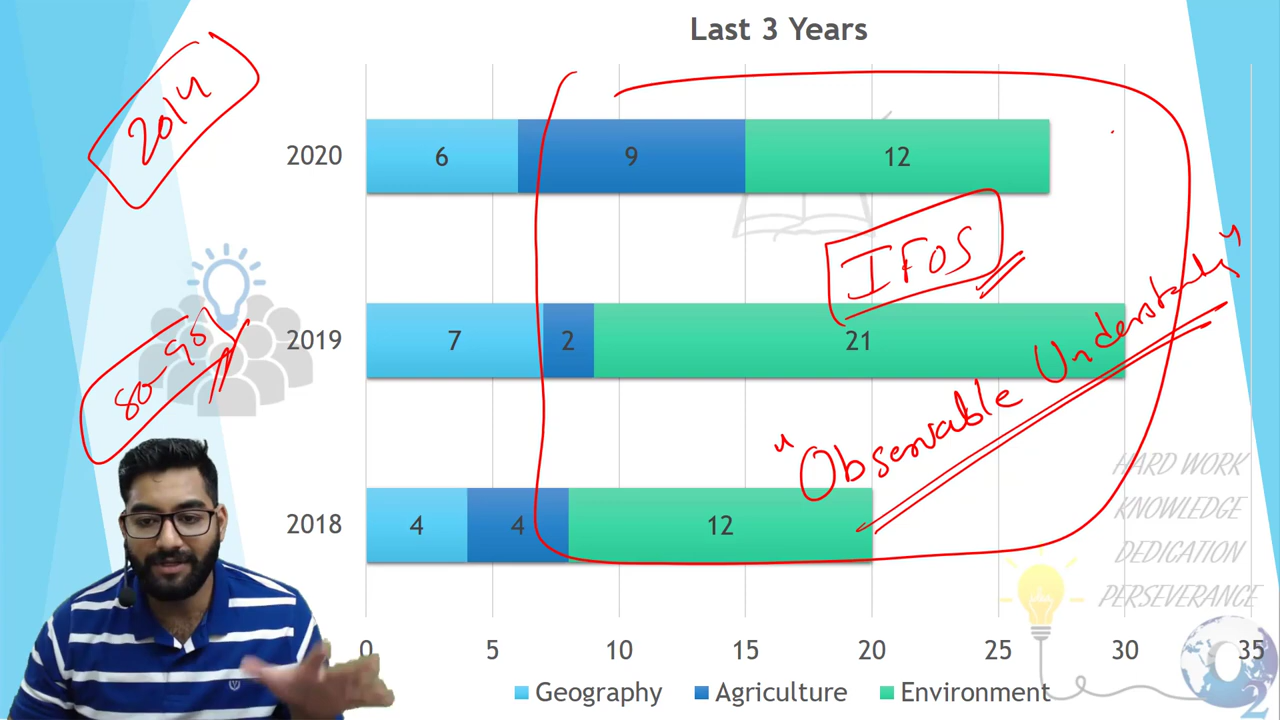 Last 3 Years
2014
2020
6
9
12
IFOS
2019
7
2
21
80-90%
"Observable Understanding"
2018
4
4
12
HARD WORK
KNOWLEDGE
DEDICATION
PERSEVERANCE
0 5 10 15 20 25 30 35
Geography Agriculture Environment
O2